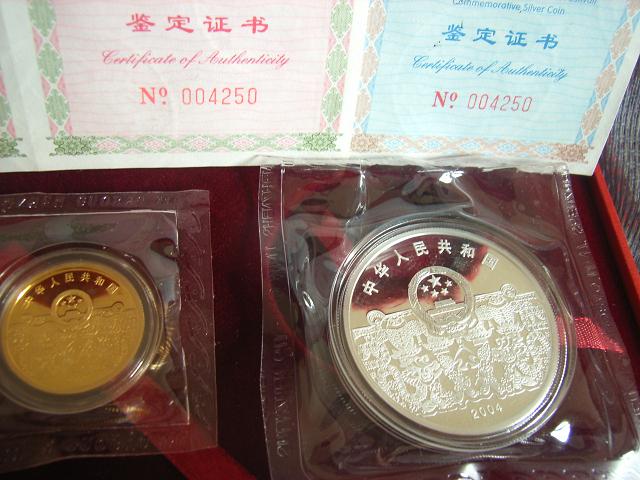 鉴定证书
Certificate of Authenticity
Nº 004250
Commemorative Silver Coin
鉴定证书
Certificate of Authenticity
Nº 004250
中华人民共和国
中华人民共和国
2004